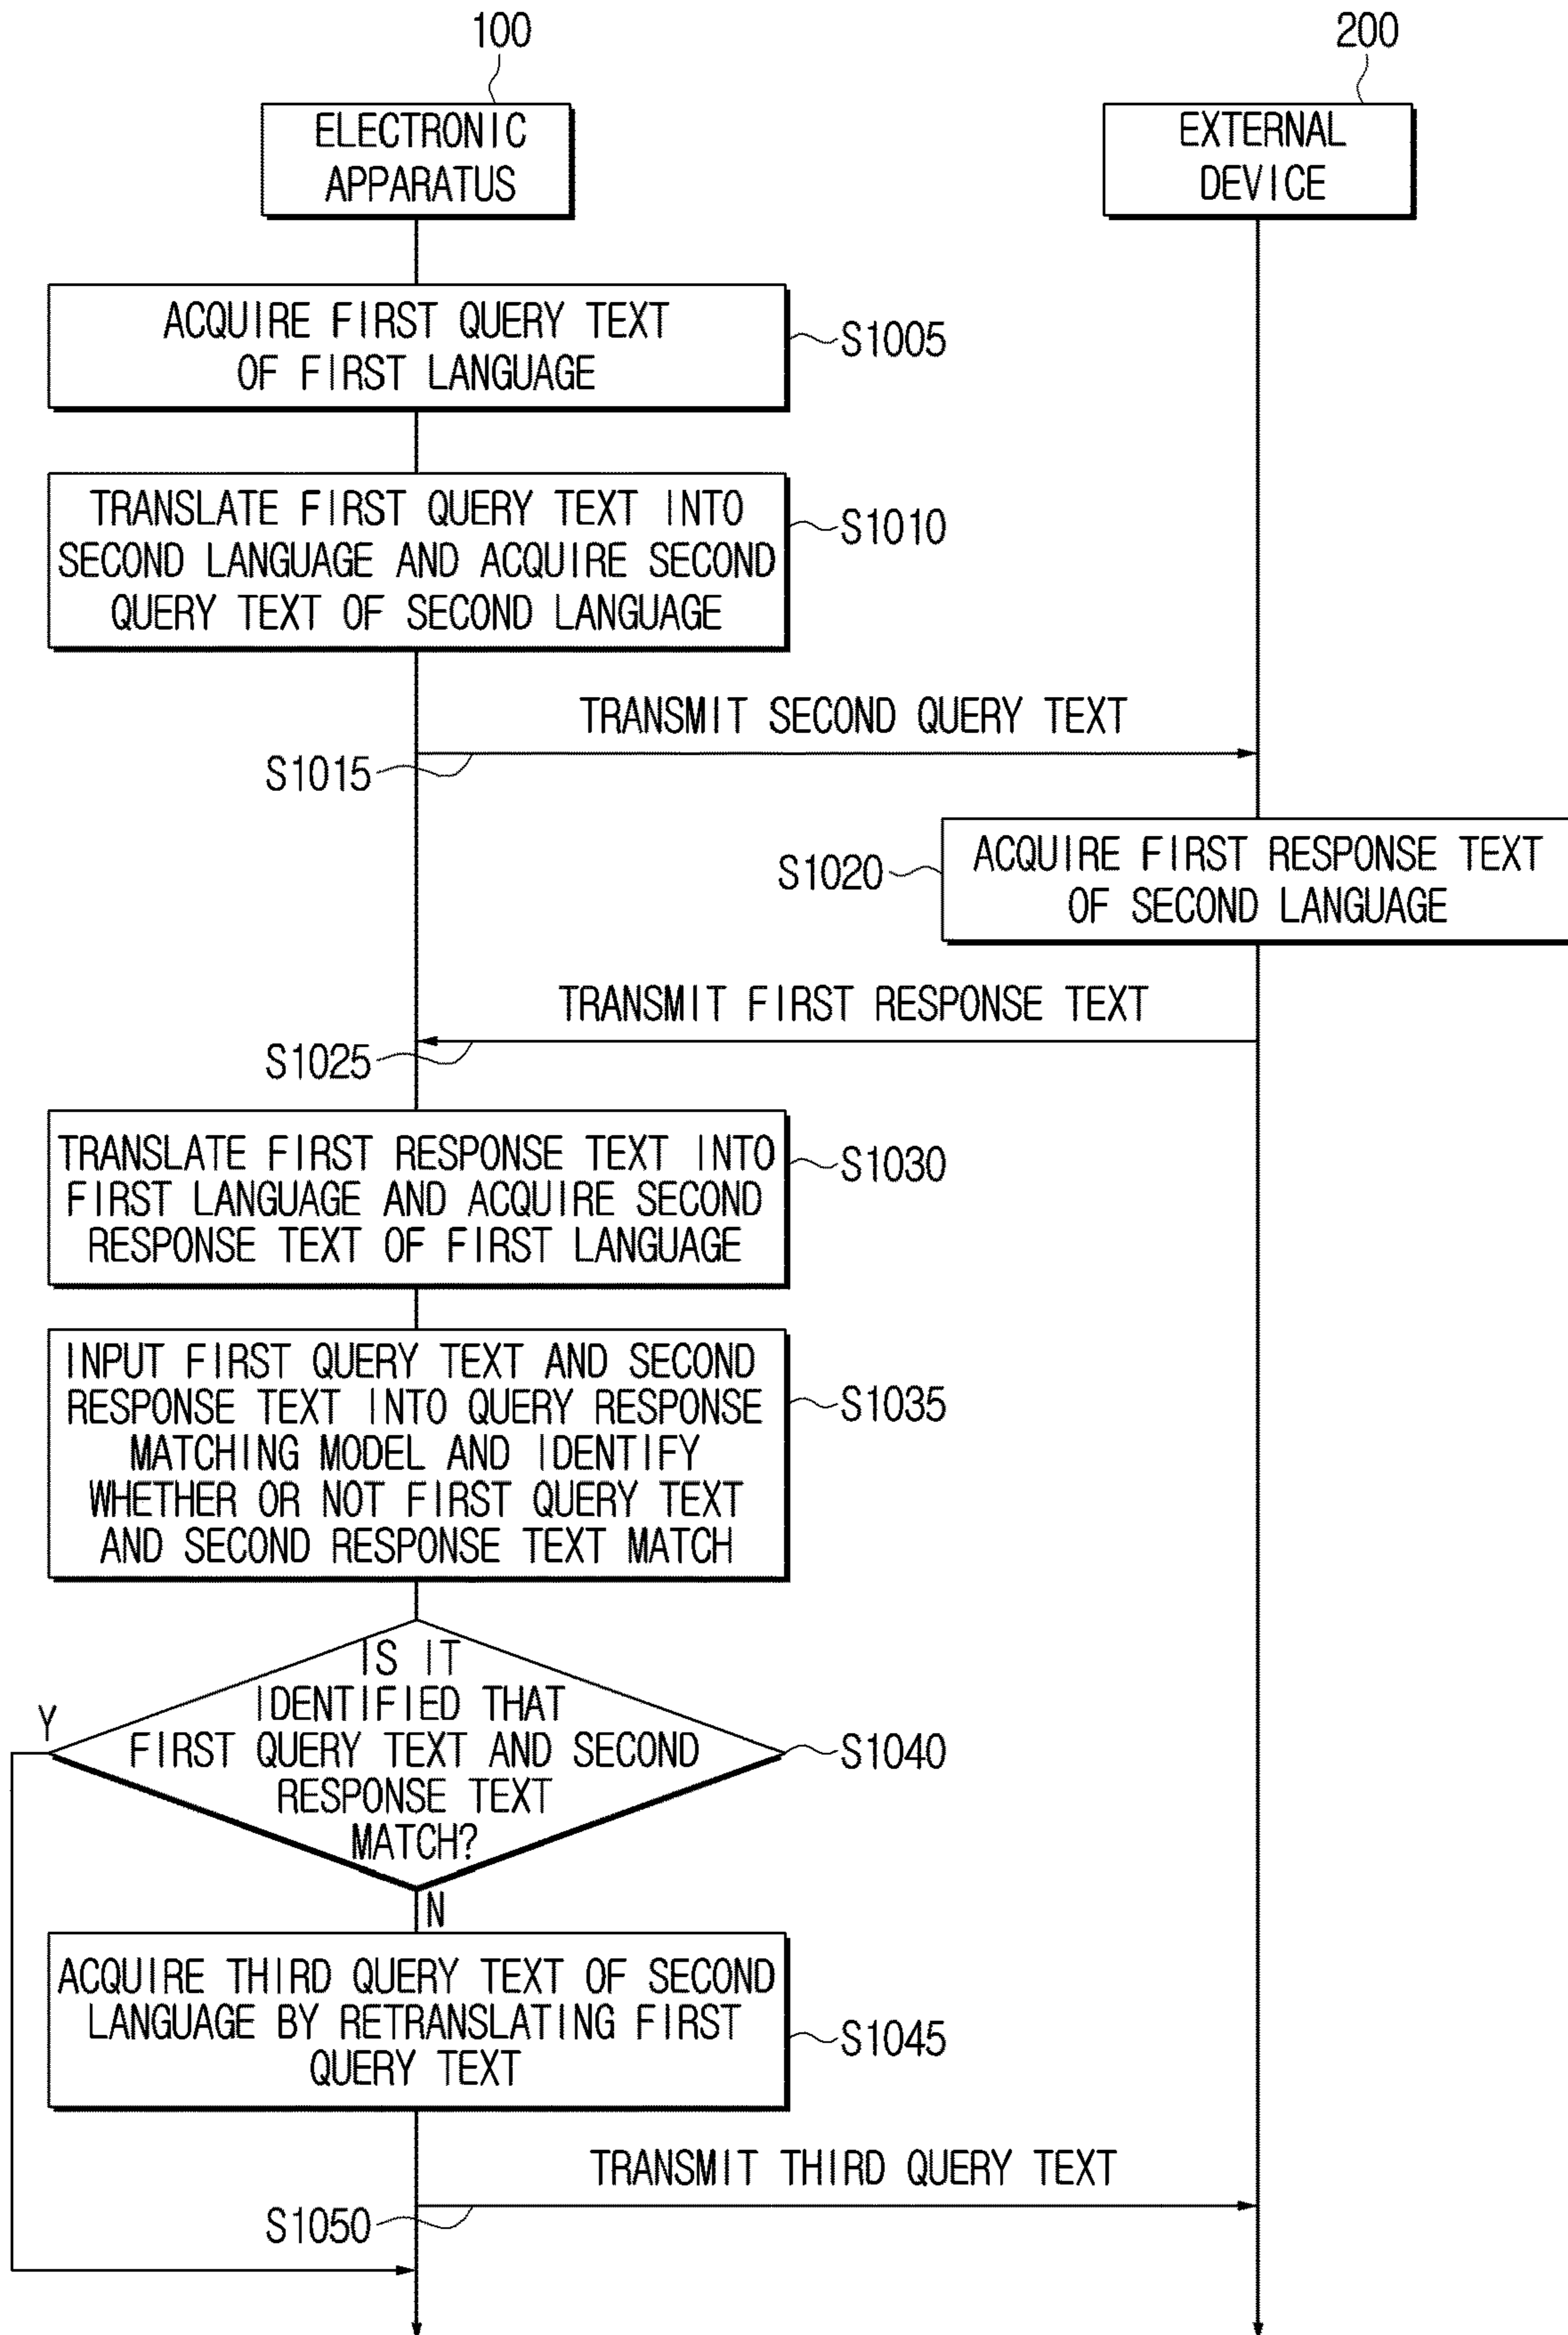 100
200
ELECTRONIC
APPARATUS
EXTERNAL
DEVICE
ACQUIRE FIRST QUERY TEXT
OF FIRST LANGUAGE
S1005
TRANSLATE FIRST QUERY TEXT INTO
SECOND LANGUAGE AND ACQUIRE SECOND
QUERY TEXT OF SECOND LANGUAGE
S1010
TRANSMIT SECOND QUERY TEXT
S1015
S1020
ACQUIRE FIRST RESPONSE TEXT
OF SECOND LANGUAGE
TRANSMIT FIRST RESPONSE TEXT
S1025
TRANSLATE FIRST RESPONSE TEXT INTO
FIRST LANGUAGE AND ACQUIRE SECOND
RESPONSE TEXT OF FIRST LANGUAGE
S1030
INPUT FIRST QUERY TEXT AND SECOND
RESPONSE TEXT INTO QUERY RESPONSE
MATCHING MODEL AND IDENTIFY
WHETHER OR NOT FIRST QUERY TEXT
AND SECOND RESPONSE TEXT MATCH
S1035
IS IT
IDENTIFIED THAT
FIRST QUERY TEXT AND SECOND
RESPONSE TEXT
MATCH?
Y
S1040
N
ACQUIRE THIRD QUERY TEXT OF SECOND
LANGUAGE BY RETRANSLATING FIRST
QUERY TEXT
S1045
TRANSMIT THIRD QUERY TEXT
S1050